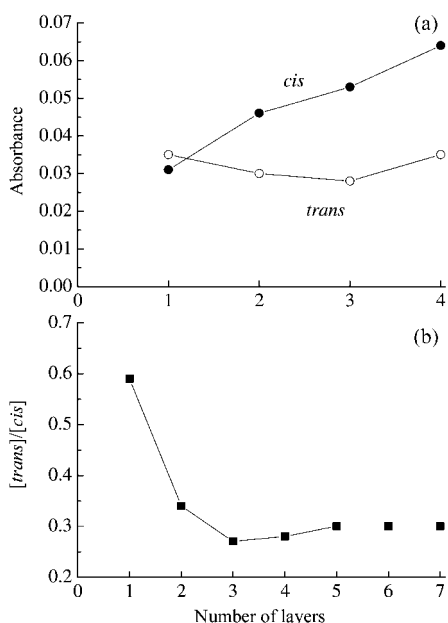 (a)
0.07
0.06
0.05
0.04
0.03
0.02
0.01
0.00
Absorbance
cis
trans
0 1 2 3 4
(b)
0.7
0.6
0.5
0.4
0.3
0.2
[trans]/[cis]
0 1 2 3 4 5 6 7
Number of layers